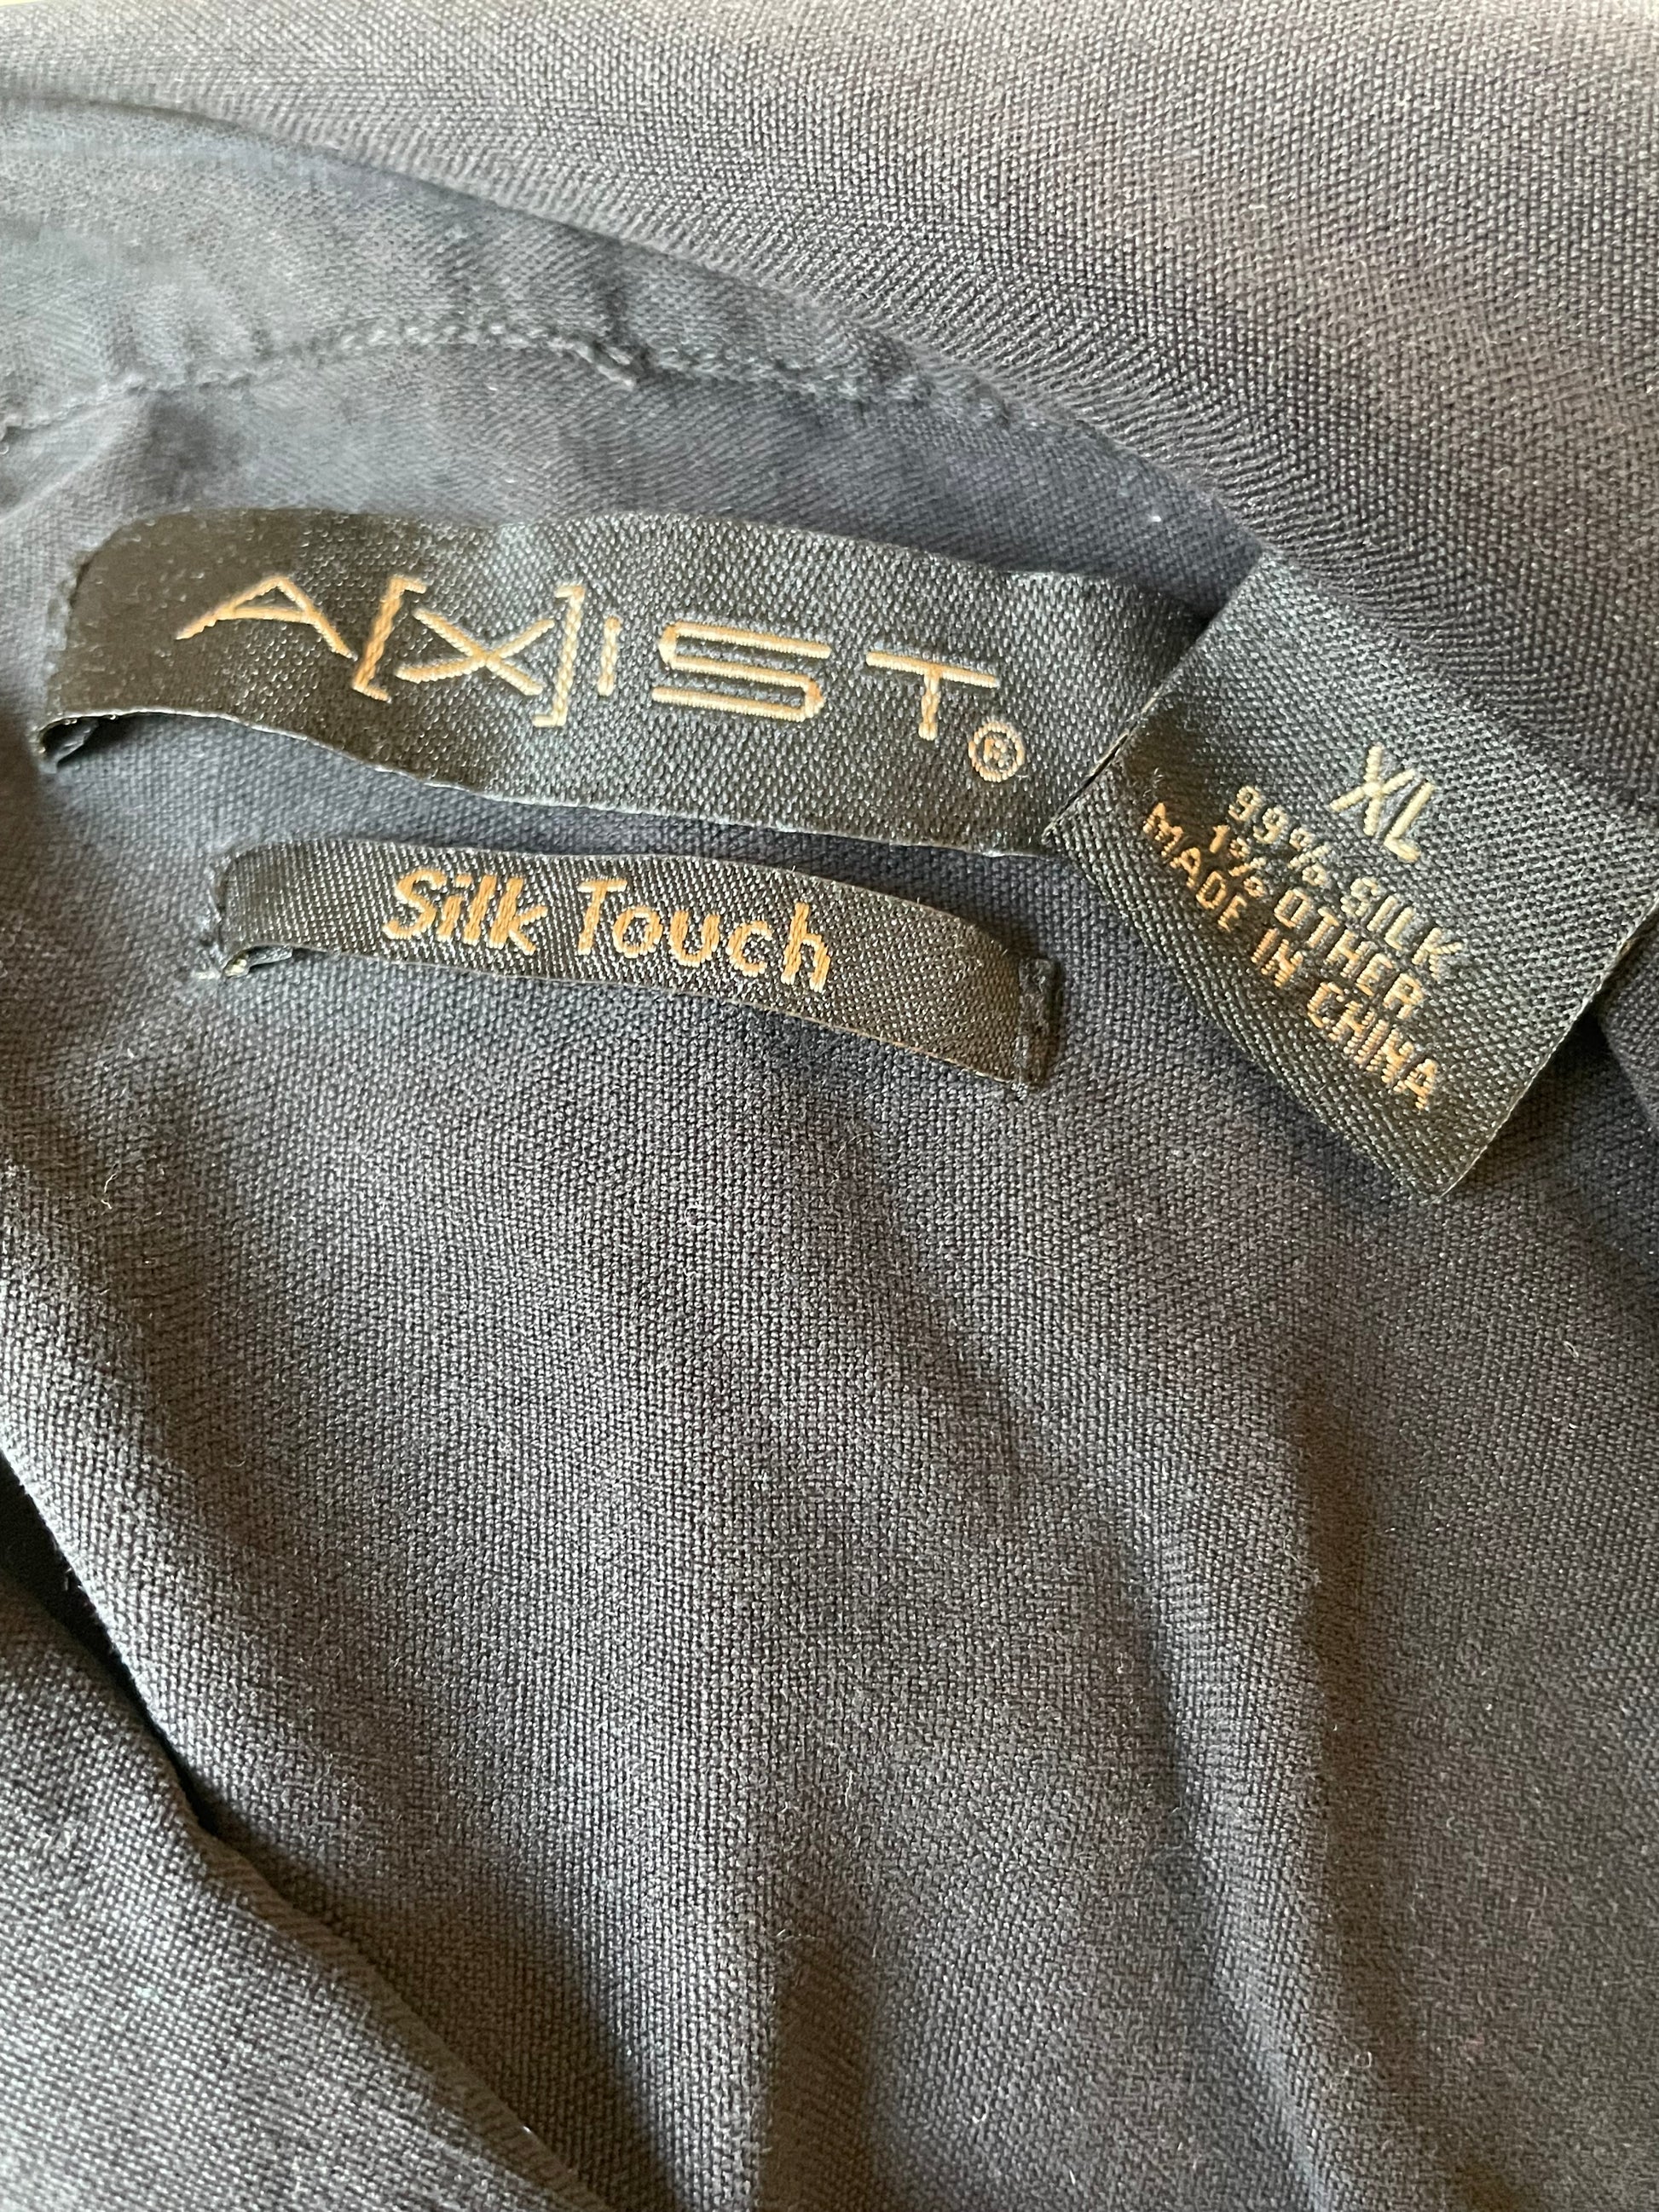 A[X]iST®
Silk Touch
XL
99% SILK
1% OTHER
MADE IN CHINA